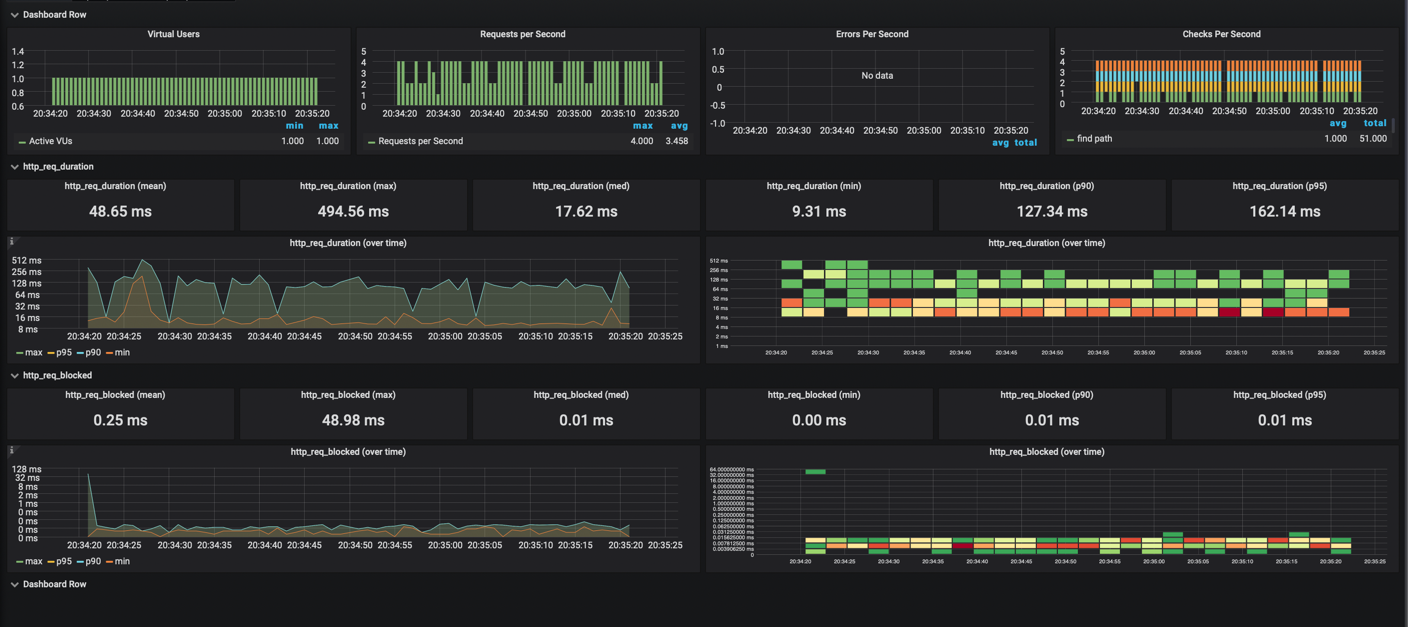 Dashboard Row
Virtual Users
1.4
1.2
1.0
0.8
0.6
20:34:20 20:34:30 20:34:40 20:34:50 20:35:00 20:35:10 20:35:20
min max
Active VUs 1.000 1.000
Requests per Second
5
4
3
2
1
0
20:34:20 20:34:30 20:34:40 20:34:50 20:35:00 20:35:10 20:35:20
max avg
Requests per Second 4.000 3.458
Errors Per Second
1.0
0.5
0
-0.5
-1.0
No data
20:34:20 20:34:30 20:34:40 20:34:50 20:35:00 20:35:10 20:35:20
avg total
Checks Per Second
5
4
3
2
1
0
20:34:20 20:34:30 20:34:40 20:34:50 20:35:00 20:35:10 20:35:20
avg total
find path 1.000 51.000
http_req_duration
http_req_duration (mean)
48.65 ms
http_req_duration (max)
494.56 ms
http_req_duration (med)
17.62 ms
http_req_duration (min)
9.31 ms
http_req_duration (p90)
127.34 ms
http_req_duration (p95)
162.14 ms
http_req_duration (over time)
512 ms
256 ms
128 ms
64 ms
32 ms
16 ms
8 ms
20:34:20 20:34:25 20:34:30 20:34:35 20:34:40 20:34:45 20:34:50 20:34:55 20:35:00 20:35:05 20:35:10 20:35:15 20:35:20 20:35:25
max p95 p90 min
http_req_duration (over time)
512 ms
256 ms
128 ms
64 ms
32 ms
16 ms
8 ms
4 ms
2 ms
1 ms
20:34:20 20:34:25 20:34:30 20:34:35 20:34:40 20:34:45 20:34:50 20:34:55 20:35:00 20:35:05 20:35:10 20:35:15 20:35:20 20:35:25
http_req_blocked
http_req_blocked (mean)
0.25 ms
http_req_blocked (max)
48.98 ms
http_req_blocked (med)
0.01 ms
http_req_blocked (min)
0.00 ms
http_req_blocked (p90)
0.01 ms
http_req_blocked (p95)
0.01 ms
http_req_blocked (over time)
128 ms
32 ms
8 ms
2 ms
1 ms
0 ms
0 ms
0 ms
0 ms
20:34:20 20:34:25 20:34:30 20:34:35 20:34:40 20:34:45 20:34:50 20:34:55 20:35:00 20:35:05 20:35:10 20:35:15 20:35:20 20:35:25
max p95 p90 min
http_req_blocked (over time)
64.000000000 ms
32.000000000 ms
16.000000000 ms
8.000000000 ms
4.000000000 ms
2.000000000 ms
1.000000000 ms
0.500000000 ms
0.250000000 ms
0.125000000 ms
0.062500000 ms
0.031250000 ms
0.015625000 ms
0.007812500 ms
0.003906250 ms
0
20:34:20 20:34:25 20:34:30 20:34:35 20:34:40 20:34:45 20:34:50 20:34:55 20:35:00 20:35:05 20:35:10 20:35:15 20:35:20 20:35:25
Dashboard Row